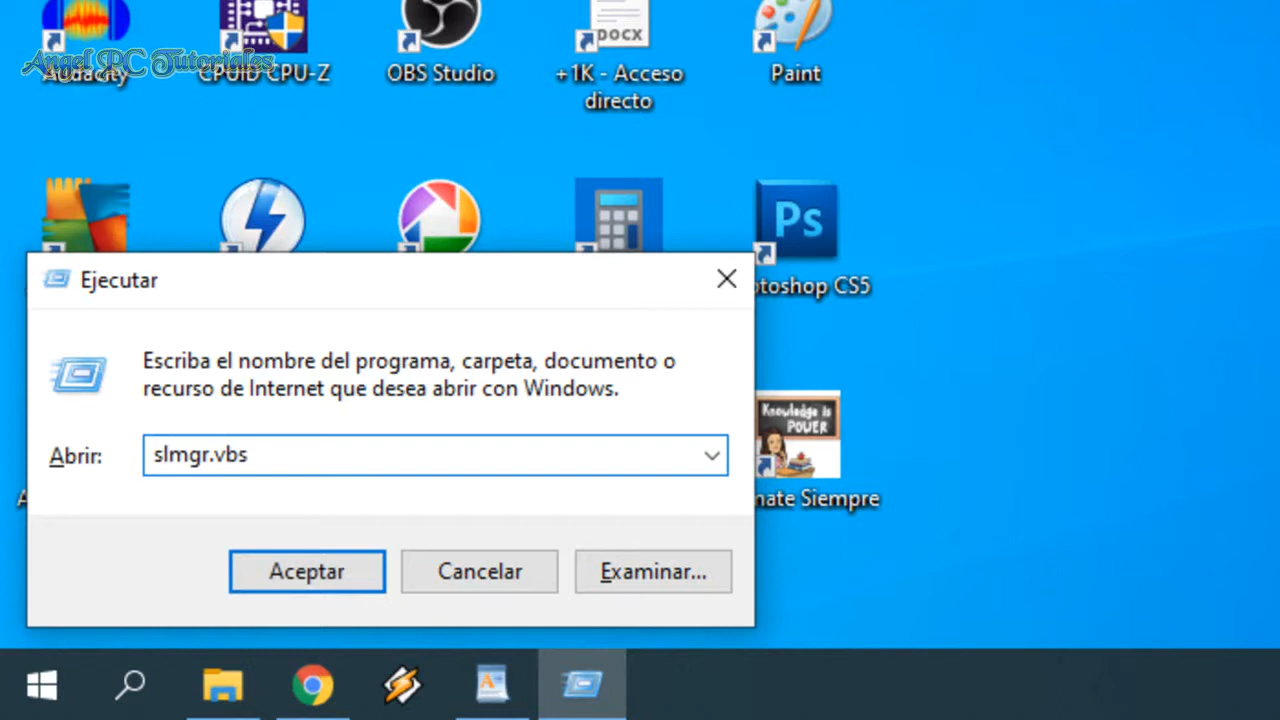 Angel PC Tutoriales
Audacity
CPUID CPU-Z
OBS Studio
+1K - Acceso
directo
Paint
DOCX
Ps
otoshop CS5
Ejecutar
Escriba el nombre del programa, carpeta, documento o
recurso de Internet que desea abrir con Windows.
Abrir:
slmgr.vbs
Knowledge is
POWER
A
nate Siempre
Aceptar
Cancelar
Examinar...